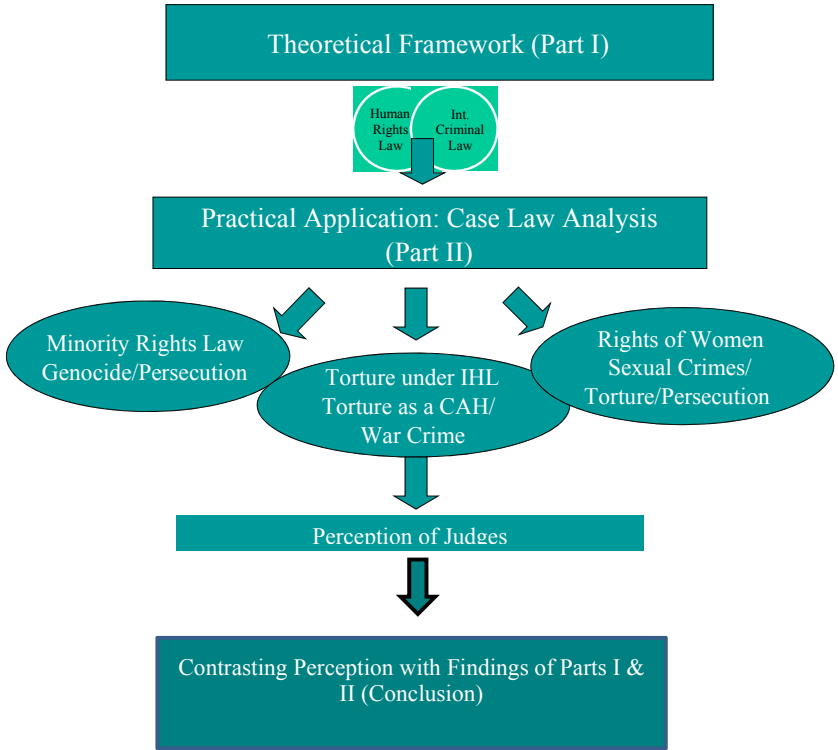 Theoretical Framework (Part I)
Human
Rights
Law
Int.
Criminal
Law
Practical Application: Case Law Analysis
(Part II)
Minority Rights Law
Genocide/Persecution
Torture under IHL
Torture as a CAH/
War Crime
Rights of Women
Sexual Crimes/
Torture/Persecution
Perception of Judges
Contrasting Perception with Findings of Parts I &
II (Conclusion)